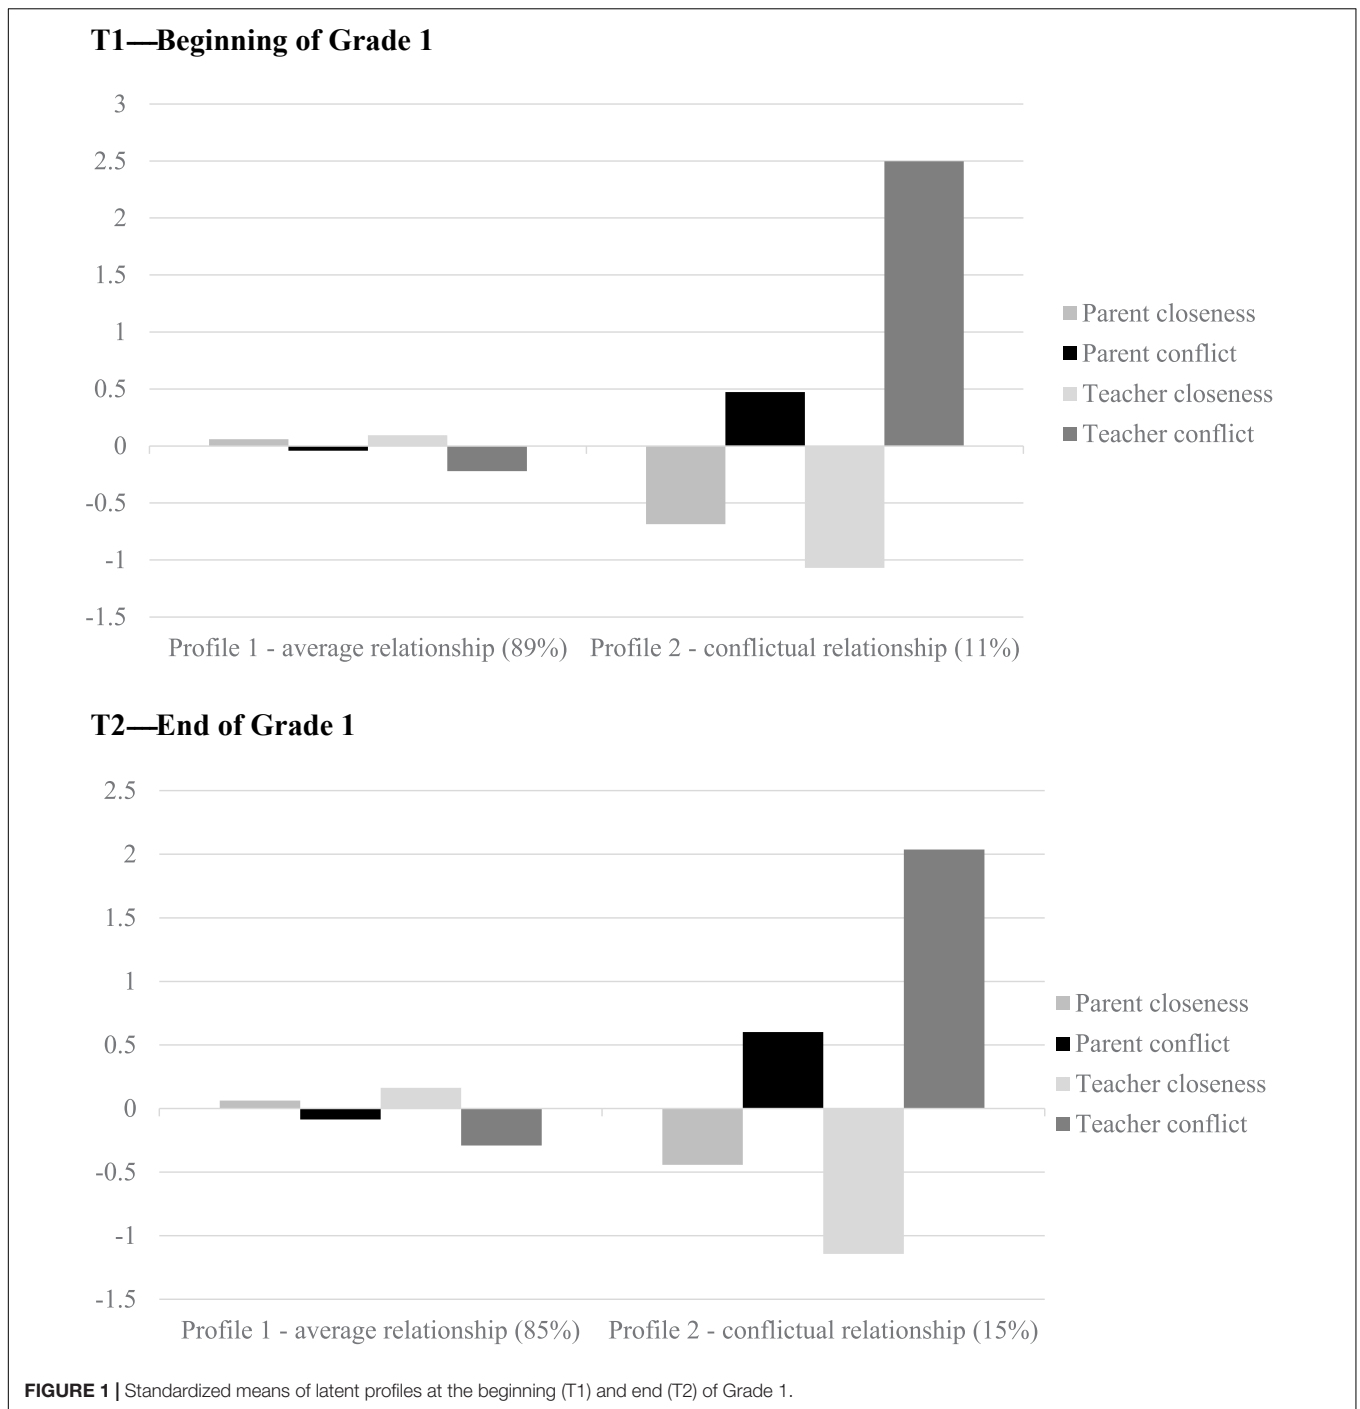 T1—Beginning of Grade 1
3
2.5
2
1.5
1
0.5
0
-0.5
-1
-1.5
Profile 1 - average relationship (89%) Profile 2 - conflictual relationship (11%)
Parent closeness
Parent conflict
Teacher closeness
Teacher conflict
T2—End of Grade 1
2.5
2
1.5
1
0.5
0
-0.5
-1
-1.5
Profile 1 - average relationship (85%) Profile 2 - conflictual relationship (15%)
Parent closeness
Parent conflict
Teacher closeness
Teacher conflict
FIGURE 1 | Standardized means of latent profiles at the beginning (T1) and end (T2) of Grade 1.